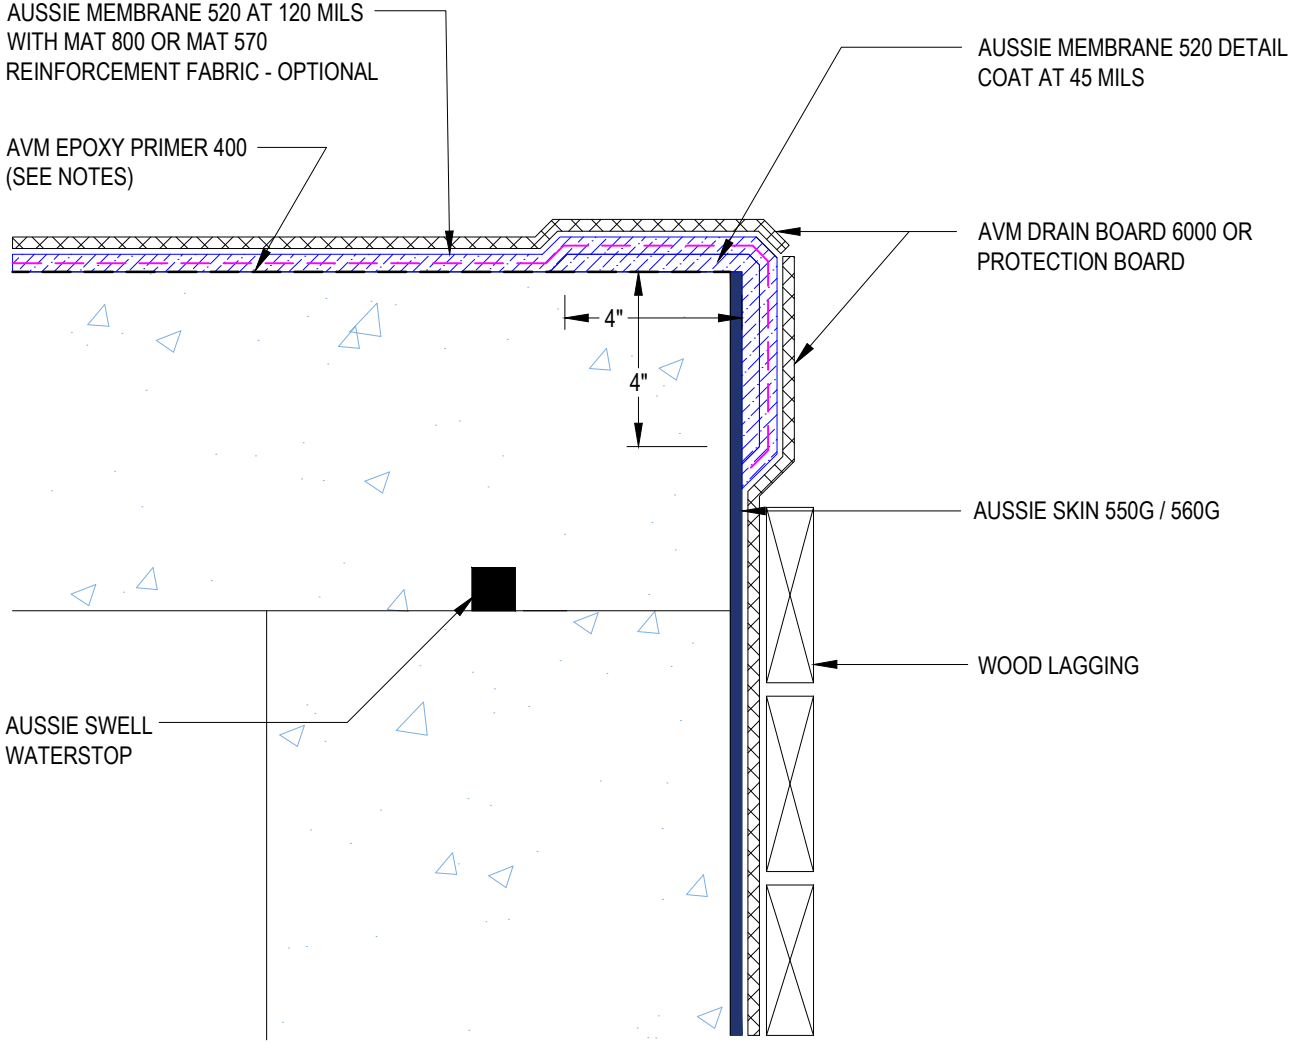 AUSSIE MEMBRANE 520 AT 120 MILS
WITH MAT 800 OR MAT 570
REINFORCEMENT FABRIC - OPTIONAL
AUSSIE MEMBRANE 520 DETAIL
COAT AT 45 MILS
AVM EPOXY PRIMER 400
(SEE NOTES)
AVM DRAIN BOARD 6000 OR
PROTECTION BOARD
4"
4"
AUSSIE SKIN 550G / 560G
WOOD LAGGING
AUSSIE SWELL
WATERSTOP